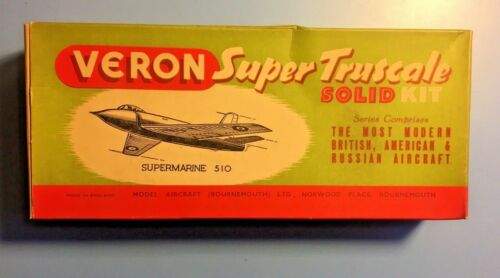 VERON Super Truscale
SOLID KIT
Series Comprises
THE MOST MODERN
BRITISH, AMERICAN &
RUSSIAN AIRCRAFT
SUPERMARINE 510
MADE IN ENGLAND
MODEL AIRCRAFT (BOURNEMOUTH) LTD., NORWOOD PLACE, BOURNEMOUTH